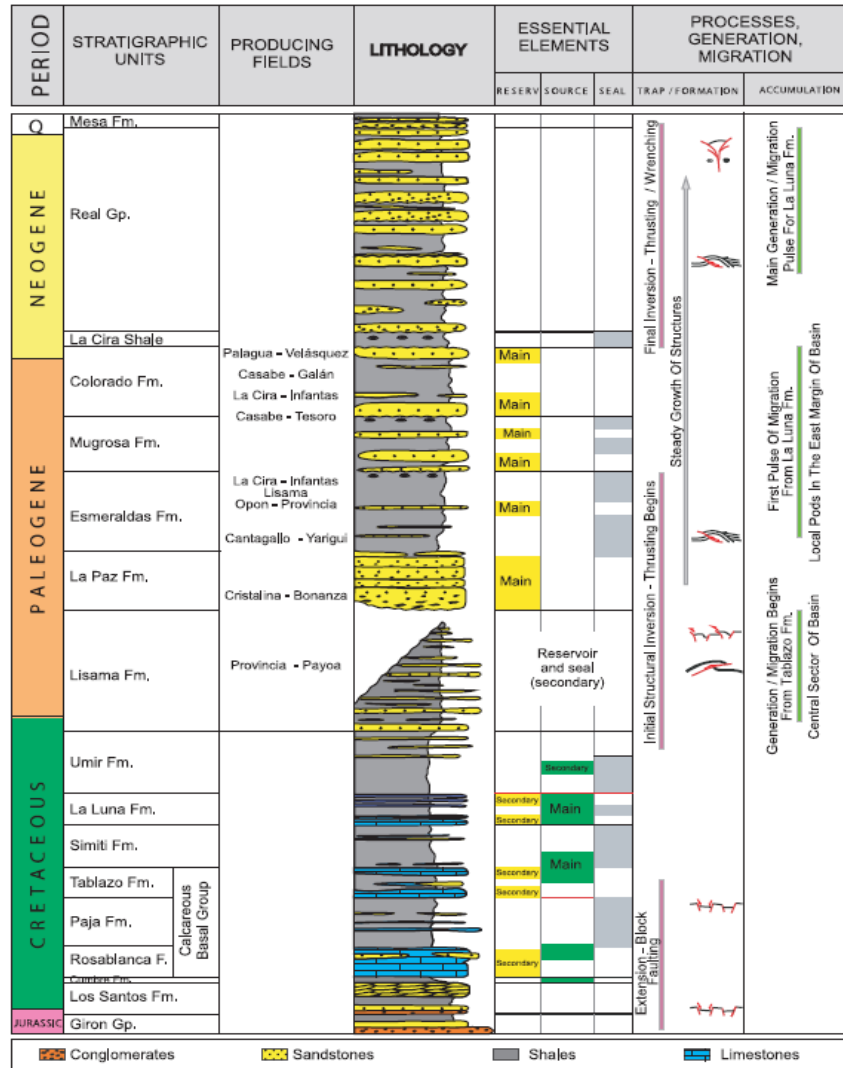 PERIOD
STRATIGRAPHIC
UNITS
PRODUCING
FIELDS
LITHOLOGY
ESSENTIAL
ELEMENTS
PROCESSES,
GENERATION,
MIGRATION
RESERV
SOURCE
SEAL
TRAP / FORMATION
ACCUMULATION
Q
NEOGENE
PALEOGENE
CRETACEOUS
JURASSIC
Mesa Fm.
Real Gp.
La Cira Shale
Colorado Fm.
Mugrosa Fm.
Esmeraldas Fm.
La Paz Fm.
Lisama Fm.
Umir Fm.
La Luna Fm.
Simiti Fm.
Tablazo Fm.
Paja Fm.
Rosablanca F.
Cumbre Fm.
Los Santos Fm.
Giron Gp.
Calcareous
Basal Group
Palagua - Velásquez
Casabe - Galán
La Cira - Infantas
Casabe - Tesoro
La Cira - Infantas
Lisama
Opon - Provincia
Cantagallo - Yarigui
Cristalina - Bonanza
Provincia - Payoa
Main
Main
Main
Main
Main
Main
Reservoir
and seal
(secondary)
Secondary
Secondary
Main
Secondary
Main
Secondary
Secondary
Secondary
Final Inversion - Thrusting / Wrenching
Initial Structural Inversion - Thrusting Begins
Extension - Block
Faulting
Steady Growth Of Structures
Main Generation / Migration
Pulse For La Luna Fm.
First Pulse Of Migration
From La Luna Fm.
Local Pods In The East Margin Of Basin
Generation / Migration Begins
From Tablazo Fm.
Central Sector Of Basin
Conglomerates
Sandstones
Shales
Limestones